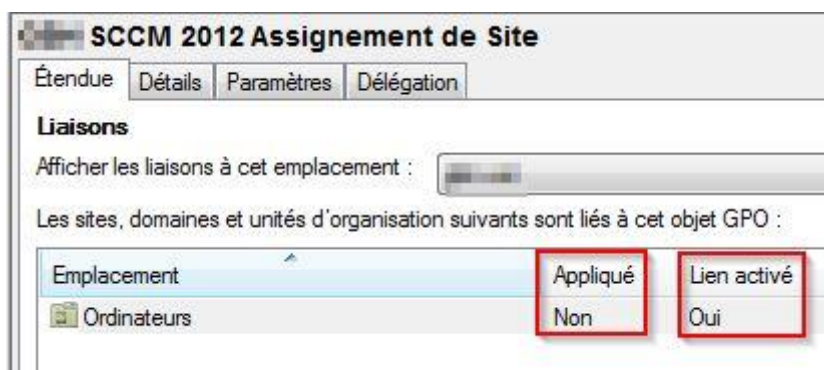 SCCM 2012 Assignement de Site
Étendue Détails Paramètres Délégation
Liaisons
Afficher les liaisons à cet emplacement :
Les sites, domaines et unités d'organisation suivants sont liés à cet objet GPO :
Emplacement Appliqué Lien activé
Ordinateurs Non Oui